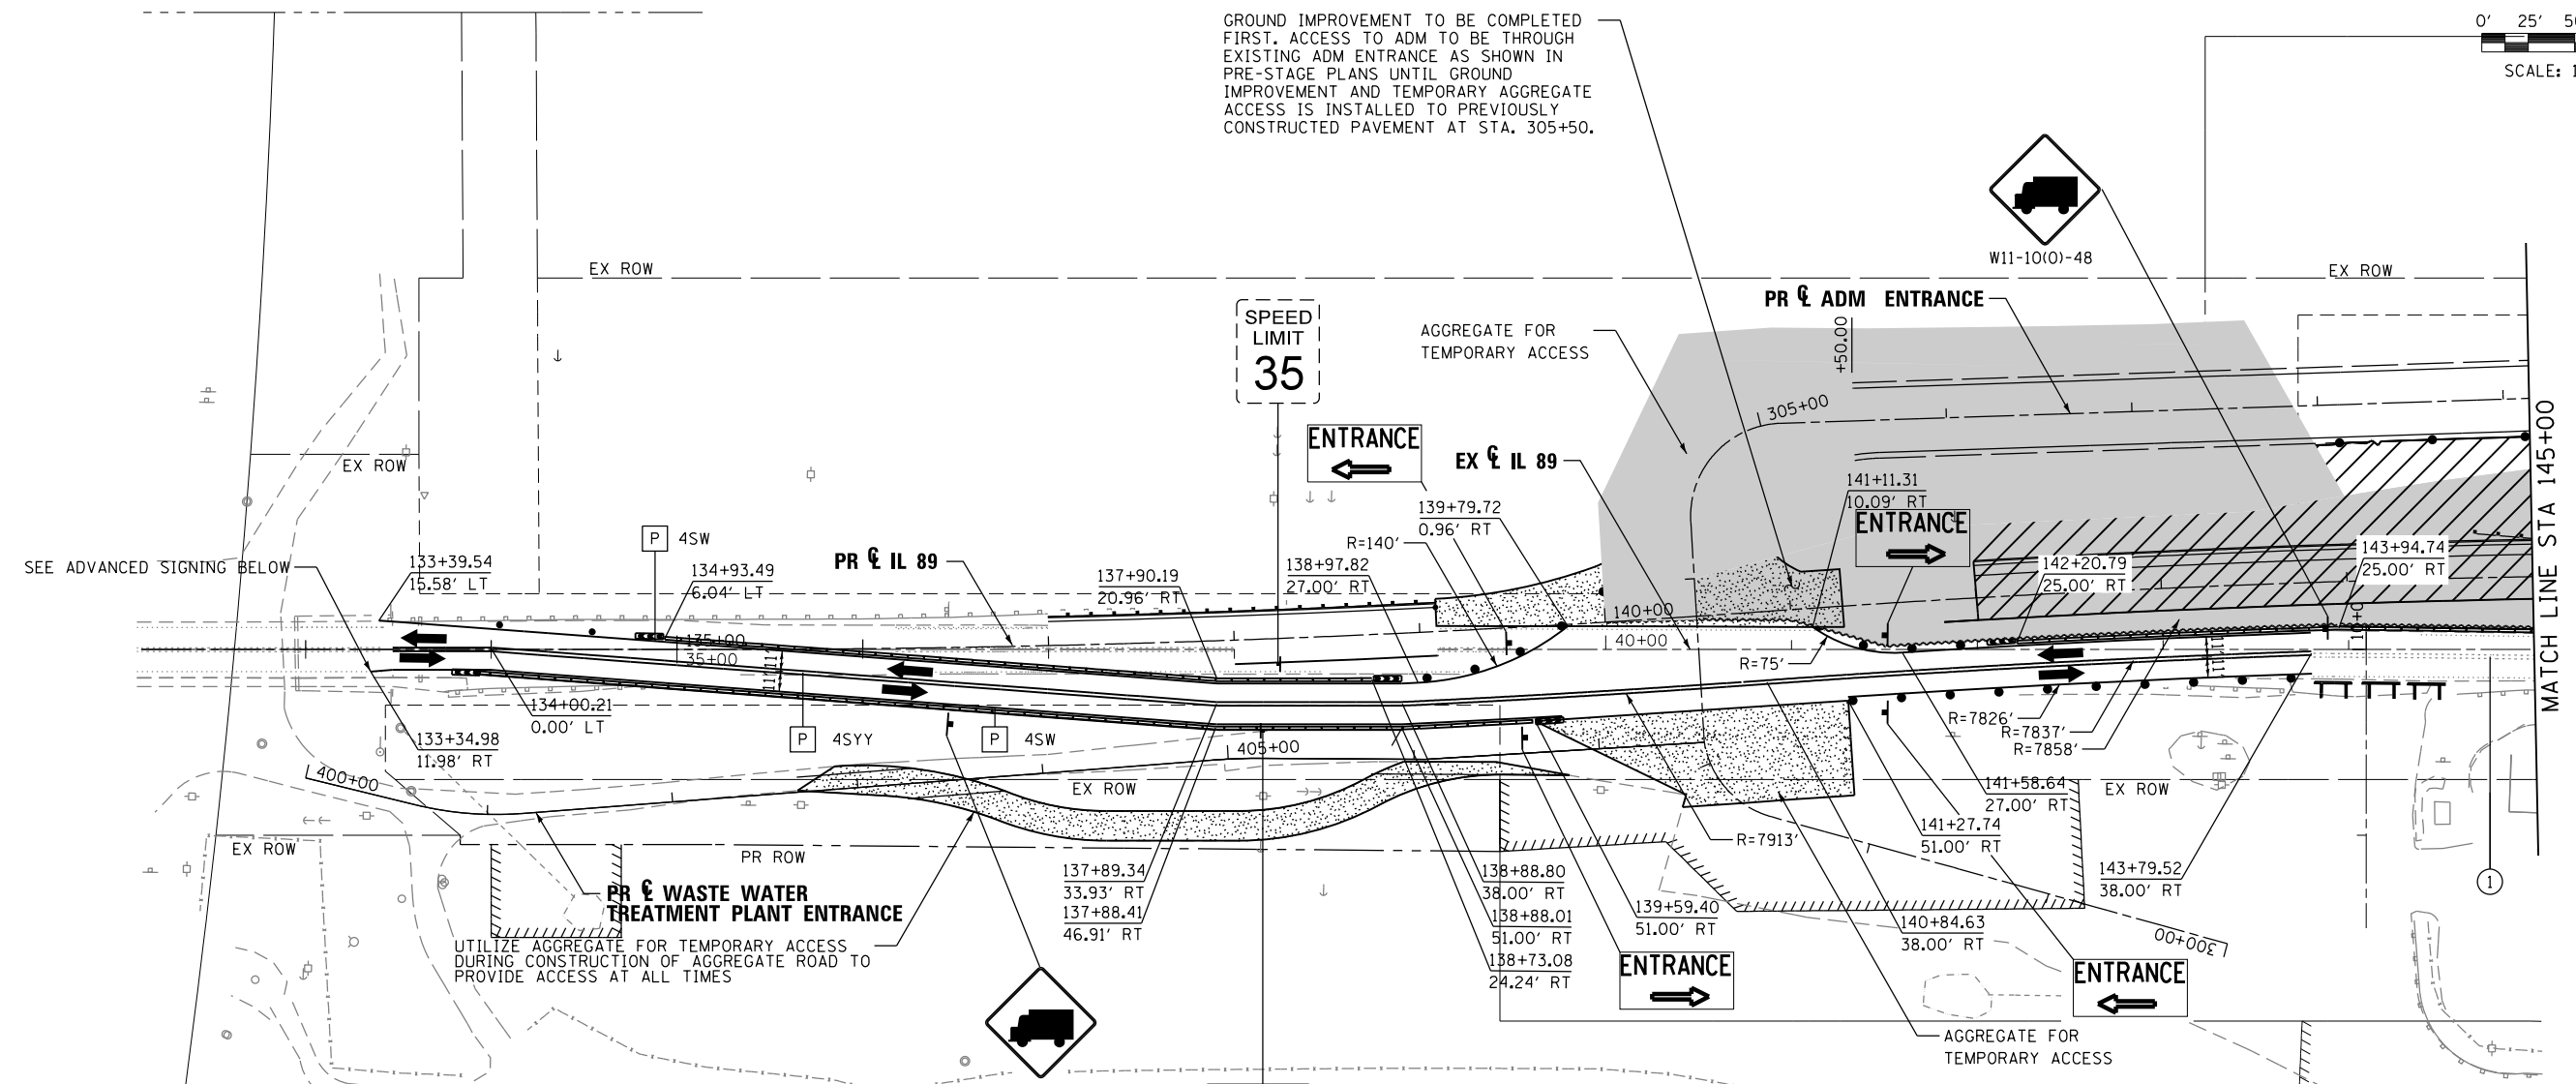 GROUND IMPROVEMENT TO BE COMPLETED
FIRST. ACCESS TO ADM TO BE THROUGH
EXISTING ADM ENTRANCE AS SHOWN IN
PRE-STAGE PLANS UNTIL GROUND
IMPROVEMENT AND TEMPORARY AGGREGATE
ACCESS IS INSTALLED TO PREVIOUSLY
CONSTRUCTED PAVEMENT AT STA. 305+50.
0' 25'
SCALE:
W11-10(0)-48
EX ROW
EX ROW
PR ℄ ADM ENTRANCE
+50.00
SPEED
LIMIT
35
AGGREGATE FOR
TEMPORARY ACCESS
305+00
ENTRANCE
EX ROW
EX ℄ IL 89
141+11.31
10.09' RT
ENTRANCE
139+79.72
0.96' RT
R=140'
P 4SW
PR ℄ IL 89
SEE ADVANCED SIGNING BELOW
133+39.54
15.58' LT
134+93.49
6.04' LT
137+90.19
20.96' RT
138+97.82
27.00' RT
142+20.79
25.00' RT
143+94.74
25.00' RT
MATCH LINE STA 145+00
140+00
40+00
135+00
35+00
11' 11'
11' 11'
R=75'
134+00.21
0.00' LT
133+34.98
11.98' RT
P 4SYY
P 4SW
405+00
R=7826'
R=7837'
R=7858'
400+00
EX ROW
EX ROW
141+58.64
27.00' RT
141+27.74
51.00' RT
R=7913'
EX ROW
PR ROW
137+89.34
33.93' RT
137+88.41
46.91' RT
138+88.80
38.00' RT
138+88.01
51.00' RT
138+73.08
24.24' RT
143+79.52
38.00' RT
1
PR ℄ WASTE WATER
TREATMENT PLANT ENTRANCE
139+59.40
51.00' RT
140+84.63
38.00' RT
300+00
UTILIZE AGGREGATE FOR TEMPORARY ACCESS
DURING CONSTRUCTION OF AGGREGATE ROAD TO
PROVIDE ACCESS AT ALL TIMES
ENTRANCE
ENTRANCE
AGGREGATE FOR
TEMPORARY ACCESS